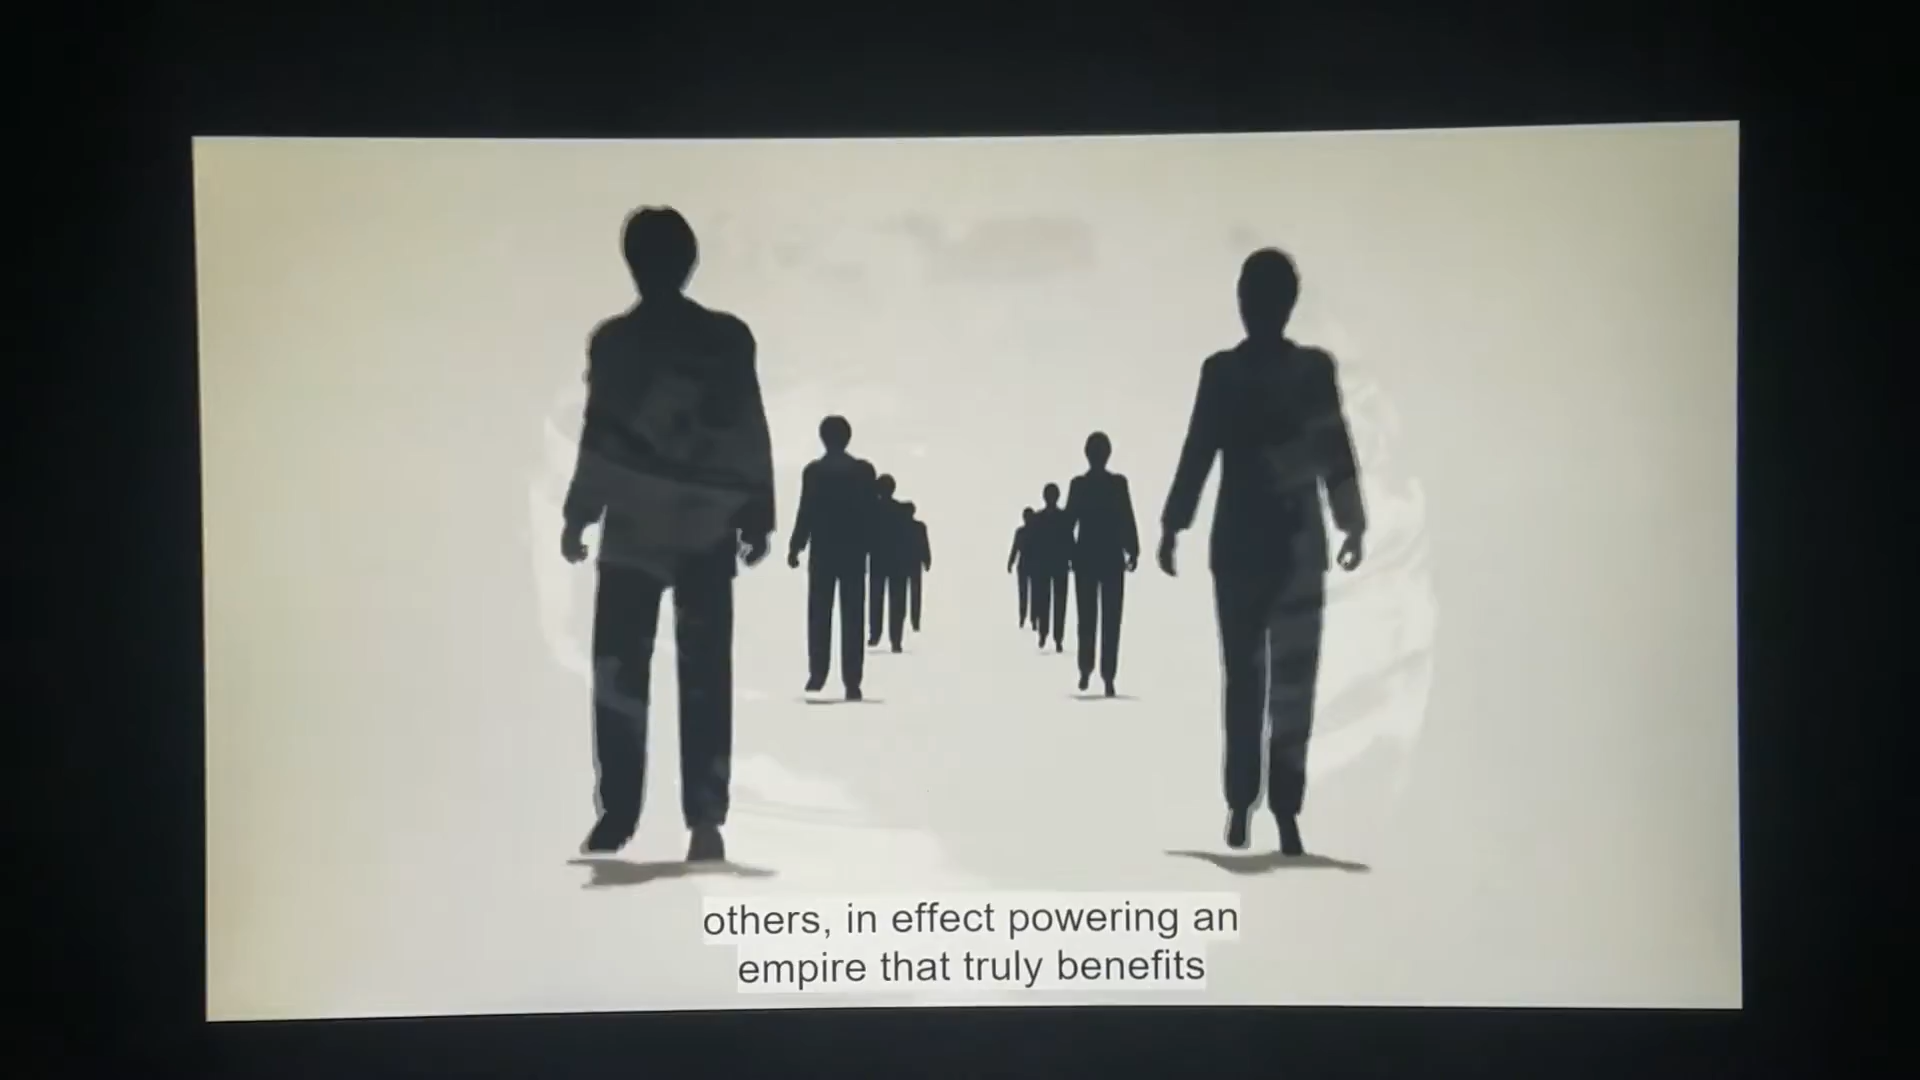 others, in effect powering an
empire that truly benefits